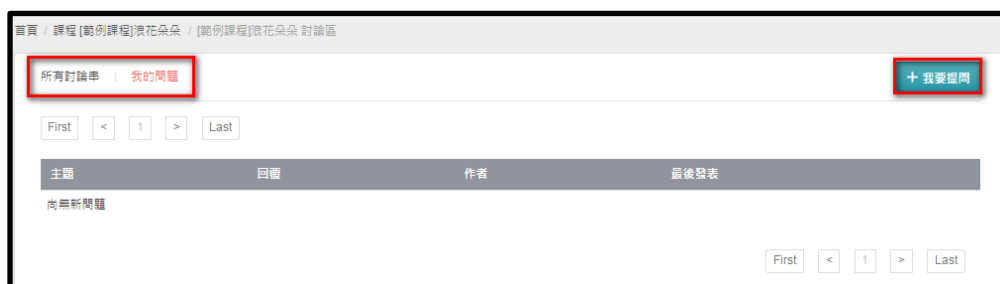 首頁 / 課程 [範例課程]浪花朵朵 / [範例課程]浪花朵朵 討論區
所有討論串 | 我的問題
+ 我要提問
First < 1 > Last
主題 回覆 作者 最後發表
尚無新問題
First < 1 > Last